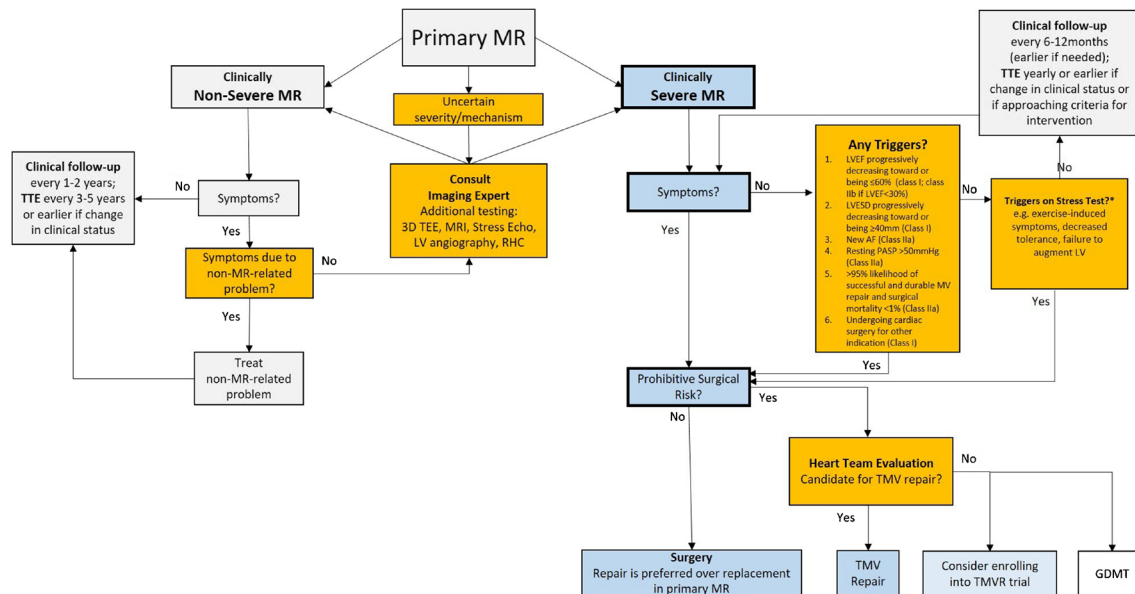 Primary MR
Clinically
Non-Severe MR
Uncertain
severity/mechanism
Clinically
Severe MR
Clinical follow-up
every 6-12months
(earlier if needed);
TTE yearly or earlier if
change in clinical status or
if approaching criteria for
intervention
Clinical follow-up
every 1-2 years;
TTE every 3-5 years
or earlier if change
in clinical status
No
Symptoms?
Yes
Symptoms due to
non-MR-related
problem?
No
Yes
Treat
non-MR-related
problem
Consult
Imaging Expert
Additional testing:
3D TEE, MRI, Stress Echo,
LV angiography, RHC
Symptoms?
No
Yes
Any Triggers?
1. LVEF progressively
decreasing toward or
being ≤60% (class I; class
IIb if LVEF<30%)
2. LVESD progressively
decreasing toward or
being ≥40mm (Class I)
3. New AF (Class IIa)
4. Resting PASP >50mmHg
(Class IIa)
5. >95% likelihood of
successful and durable MV
repair and surgical
mortality <1% (Class IIa)
6. Undergoing cardiac
surgery for other
indication (Class I)
No
Yes
No
Triggers on Stress Test?*
e.g. exercise-induced
symptoms, decreased
tolerance, failure to
augment LV
Yes
Prohibitive Surgical
Risk?
No
Yes
Heart Team Evaluation
Candidate for TMV repair?
No
Yes
Surgery
Repair is preferred over replacement
in primary MR
TMV
Repair
Consider enrolling
into TMVR trial
GDMT